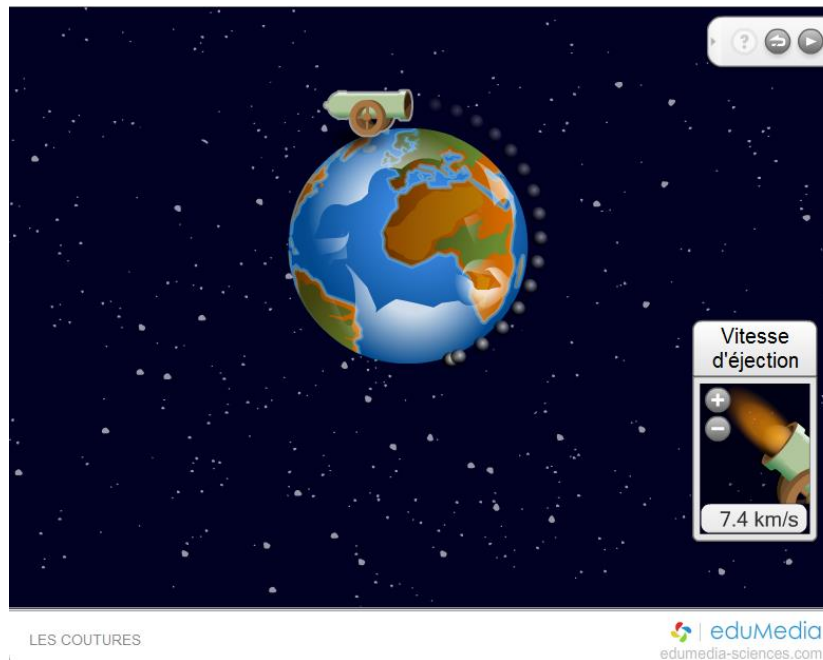 ?
Vitesse
d'éjection
7.4 km/s
LES COUTURES
eduMedia
edumedia-sciences.com